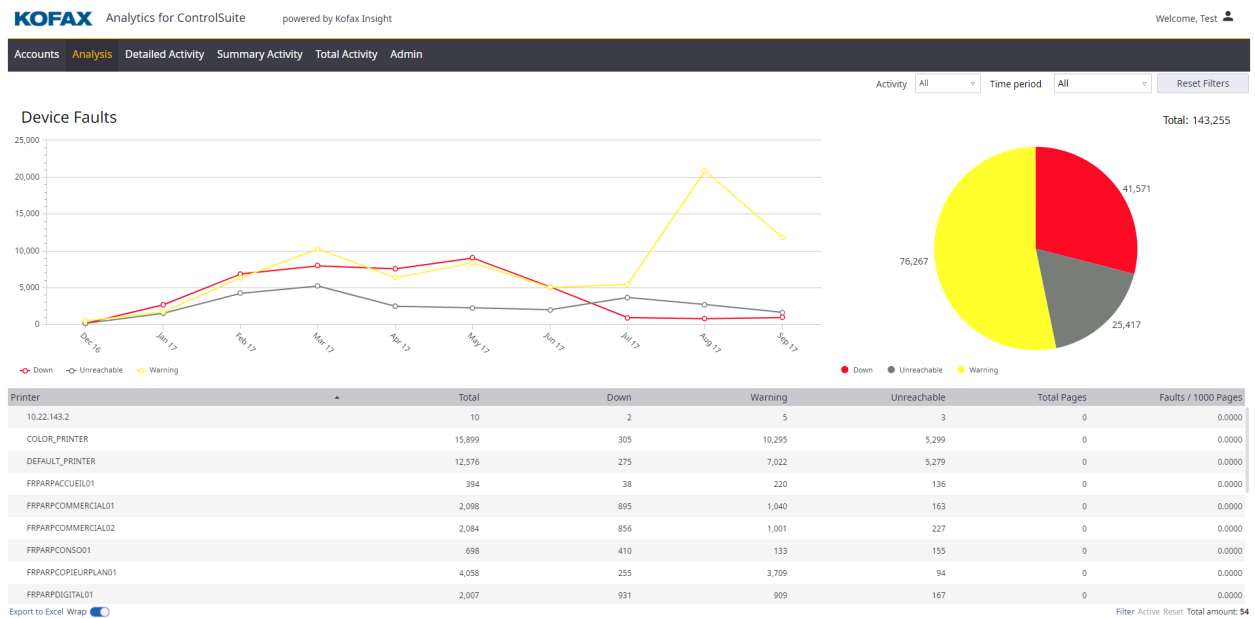 KOFAX Analytics for ControlSuite powered by Kofax Insight Welcome, Test
Accounts Analysis Detailed Activity Summary Activity Total Activity Admin
Activity All Time period All Reset Filters
Device Faults
Total: 143,255
25,000
20,000
15,000
10,000
5,000
0
Dec 16 Jan 17 Feb 17 Mar 17 Apr 17 May 17 Jun 17 Jul 17 Aug 17 Sep 17
Down Unreachable Warning
41,571
76,267
25,417
Down Unreachable Warning
Printer Total Down Warning Unreachable Total Pages Faults / 1000 Pages
10.22.143.2 10 2 5 3 0 0.0000
COLOR_PRINTER 15,899 305 10,295 5,299 0 0.0000
DEFAULT_PRINTER 12,576 275 7,022 5,279 0 0.0000
FRPARPACCUEIL01 394 38 220 136 0 0.0000
FRPARPCOMMERCIAL01 2,098 895 1,040 163 0 0.0000
FRPARPCOMMERCIAL02 2,084 856 1,001 227 0 0.0000
FRPARPCONSO01 698 410 133 155 0 0.0000
FRPARPCOPIEURPLAN01 4,058 255 3,709 94 0 0.0000
FRPARPDIGITAL01 2,007 931 909 167 0 0.0000
Export to Excel Wrap Filter Active Reset Total amount: 54